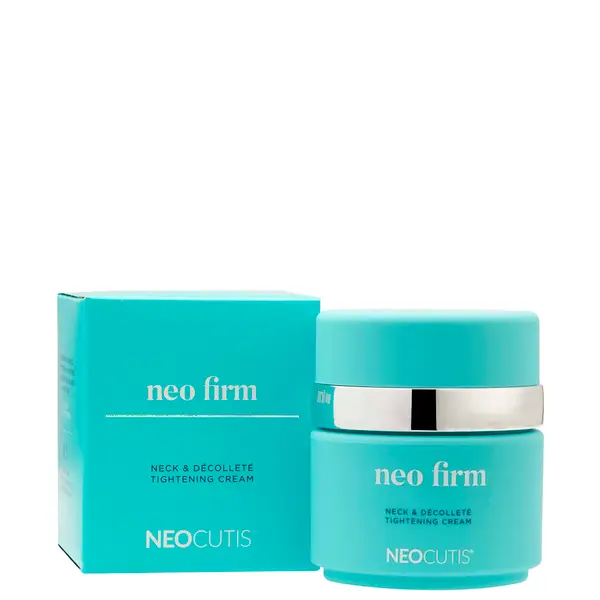 neo firm
NECK & DÉCOLLETÉ
TIGHTENING CREAM
NEOCUTIS
neo firm
NECK & DÉCOLLETÉ
TIGHTENING CREAM
NEOCUTIS®